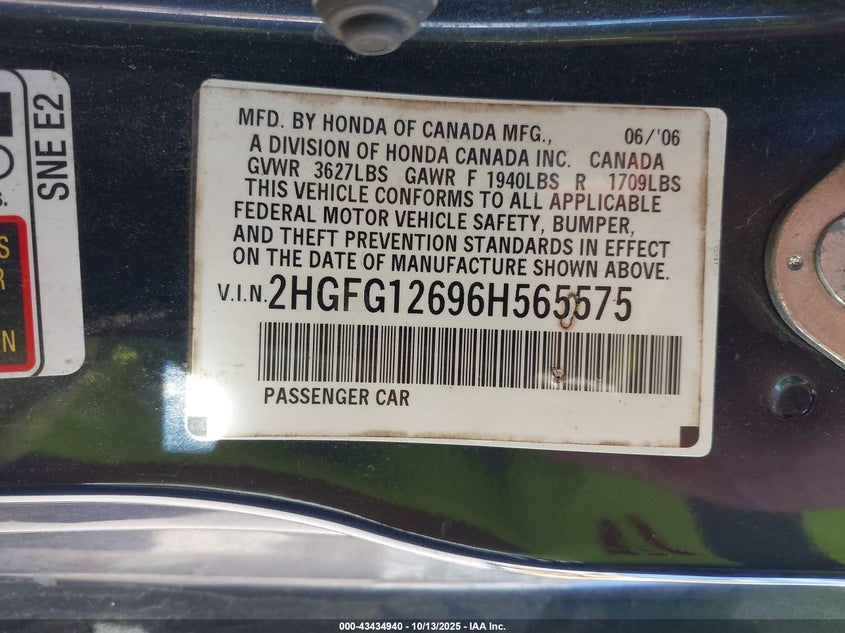 SNE E2
S.
S
R
N
MFD. BY HONDA OF CANADA MFG., 06/'06
A DIVISION OF HONDA CANADA INC. CANADA
GVWR 3627LBS GAWR F 1940LBS R 1709LBS
THIS VEHICLE CONFORMS TO ALL APPLICABLE
FEDERAL MOTOR VEHICLE SAFETY, BUMPER,
AND THEFT PREVENTION STANDARDS IN EFFECT
ON THE DATE OF MANUFACTURE SHOWN ABOVE.
V.I.N. 2HGFG12696H565575
PASSENGER CAR
000-43434940 - 10/13/2025 - IAA Inc.